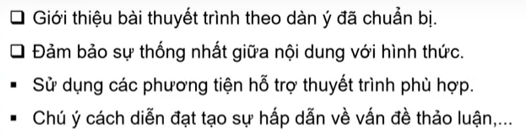 ❑ Giới thiệu bài thuyết trình theo dàn ý đã chuẩn bị.
❑ Đảm bảo sự thống nhất giữa nội dung với hình thức.
▪ Sử dụng các phương tiện hỗ trợ thuyết trình phù hợp.
▪ Chú ý cách diễn đạt tạo sự hấp dẫn về vấn đề thảo luận,...